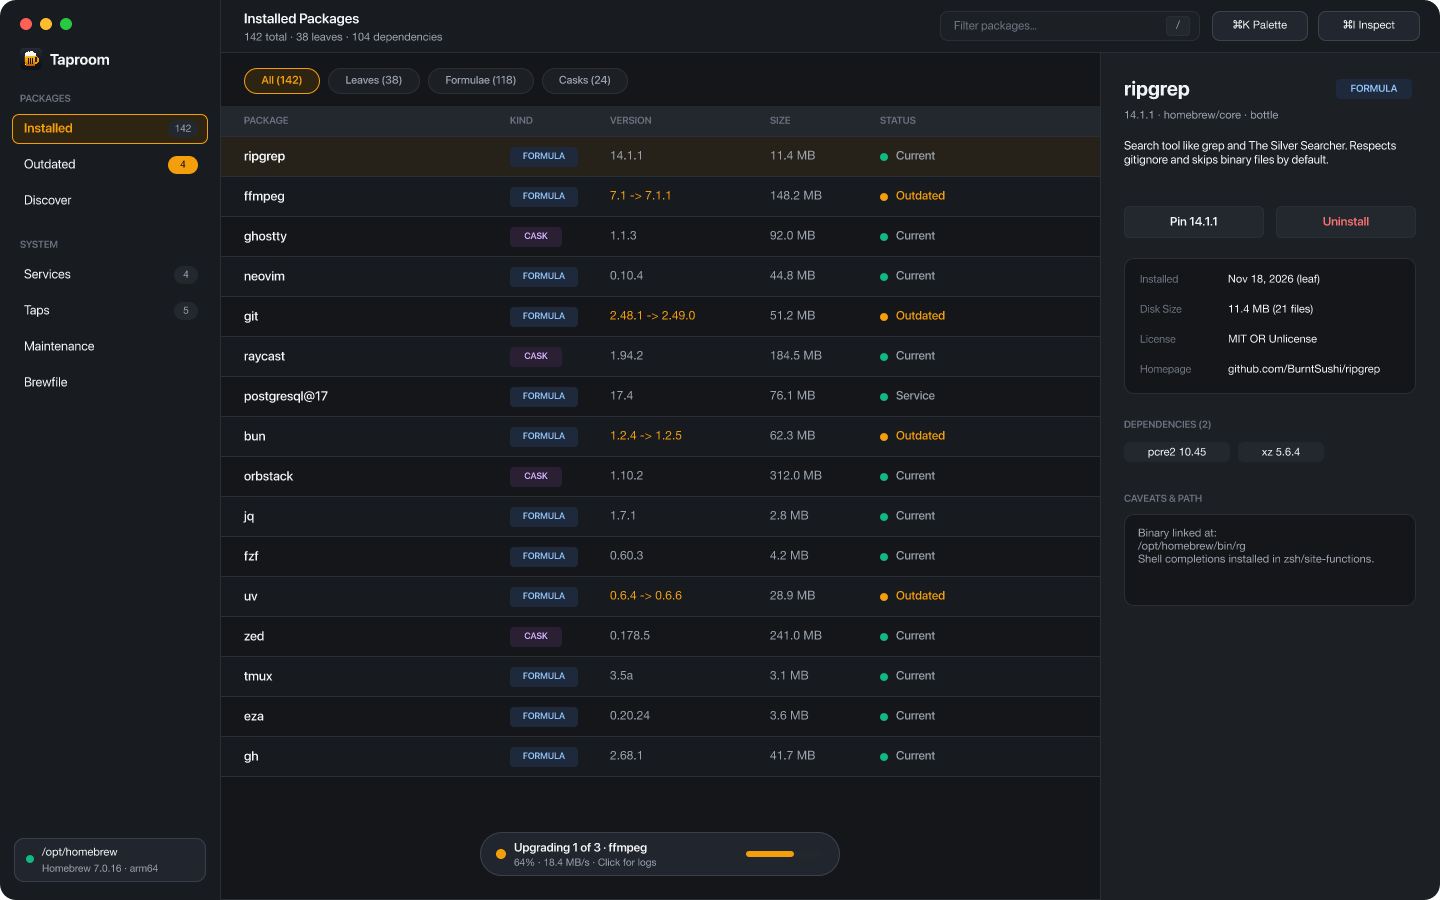 Taproom
PACKAGES
Installed 142
Outdated 4
Discover
SYSTEM
Services 4
Taps 5
Maintenance
Brewfile
/opt/homebrew
Homebrew 7.0.16 · arm64
Installed Packages
142 total · 38 leaves · 104 dependencies
Filter packages... /
⌘K Palette
⌘I Inspect
All (142)
Leaves (38)
Formulae (118)
Casks (24)
PACKAGE KIND VERSION SIZE STATUS
ripgrep FORMULA 14.1.1 11.4 MB Current
ffmpeg FORMULA 7.1 -> 7.1.1 148.2 MB Outdated
ghostty CASK 1.1.3 92.0 MB Current
neovim FORMULA 0.10.4 44.8 MB Current
git FORMULA 2.48.1 -> 2.49.0 51.2 MB Outdated
raycast CASK 1.94.2 184.5 MB Current
postgresql@17 FORMULA 17.4 76.1 MB Service
bun FORMULA 1.2.4 -> 1.2.5 62.3 MB Outdated
orbstack CASK 1.10.2 312.0 MB Current
jq FORMULA 1.7.1 2.8 MB Current
fzf FORMULA 0.60.3 4.2 MB Current
uv FORMULA 0.6.4 -> 0.6.6 28.9 MB Outdated
zed CASK 0.178.5 241.0 MB Current
tmux FORMULA 3.5a 3.1 MB Current
eza FORMULA 0.20.24 3.6 MB Current
gh FORMULA 2.68.1 41.7 MB Current
Upgrading 1 of 3 · ffmpeg
64% · 18.4 MB/s · Click for logs
ripgrep FORMULA
14.1.1 · homebrew/core · bottle
Search tool like grep and The Silver Searcher. Respects
gitignore and skips binary files by default.
Pin 14.1.1
Uninstall
Installed Nov 18, 2026 (leaf)
Disk Size 11.4 MB (21 files)
License MIT OR Unlicense
Homepage github.com/BurntSushi/ripgrep
DEPENDENCIES (2)
pcre2 10.45
xz 5.6.4
CAVEATS & PATH
Binary linked at:
/opt/homebrew/bin/rg
Shell completions installed in zsh/site-functions.